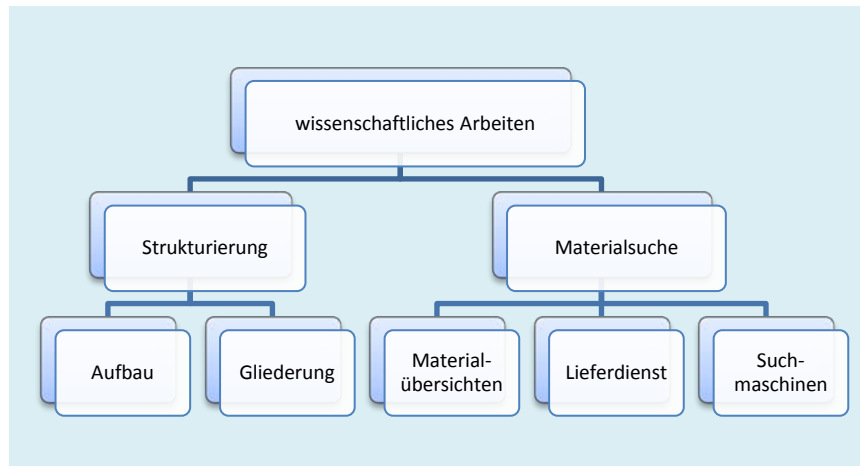 wissenschaftliches Arbeiten
Strukturierung
Materialsuche
Aufbau
Gliederung
Material-
übersichten
Lieferdienst
Such-
maschinen